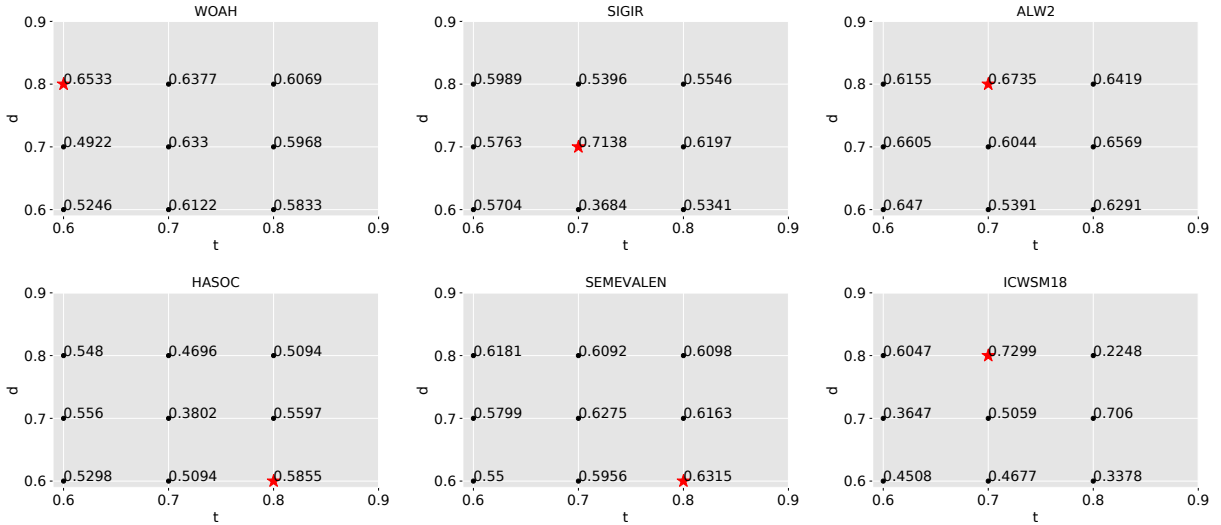 WOAH
0.9
0.8
0.7
0.6
d
0.6533 0.6377 0.6069
0.4922 0.633 0.5968
0.5246 0.6122 0.5833
0.6 0.7 0.8 0.9
t
SIGIR
0.9
0.8
0.7
0.6
d
0.5989 0.5396 0.5546
0.5763 0.7138 0.6197
0.5704 0.3684 0.5341
0.6 0.7 0.8 0.9
t
ALW2
0.9
0.8
0.7
0.6
d
0.6155 0.6735 0.6419
0.6605 0.6044 0.6569
0.647 0.5391 0.6291
0.6 0.7 0.8 0.9
t
HASOC
0.9
0.8
0.7
0.6
d
0.548 0.4696 0.5094
0.556 0.3802 0.5597
0.5298 0.5094 0.5855
0.6 0.7 0.8 0.9
t
SEMEVALEN
0.9
0.8
0.7
0.6
d
0.6181 0.6092 0.6098
0.5799 0.6275 0.6163
0.55 0.5956 0.6315
0.6 0.7 0.8 0.9
t
ICWSM18
0.9
0.8
0.7
0.6
d
0.6047 0.7299 0.2248
0.3647 0.5059 0.706
0.4508 0.4677 0.3378
0.6 0.7 0.8 0.9
t